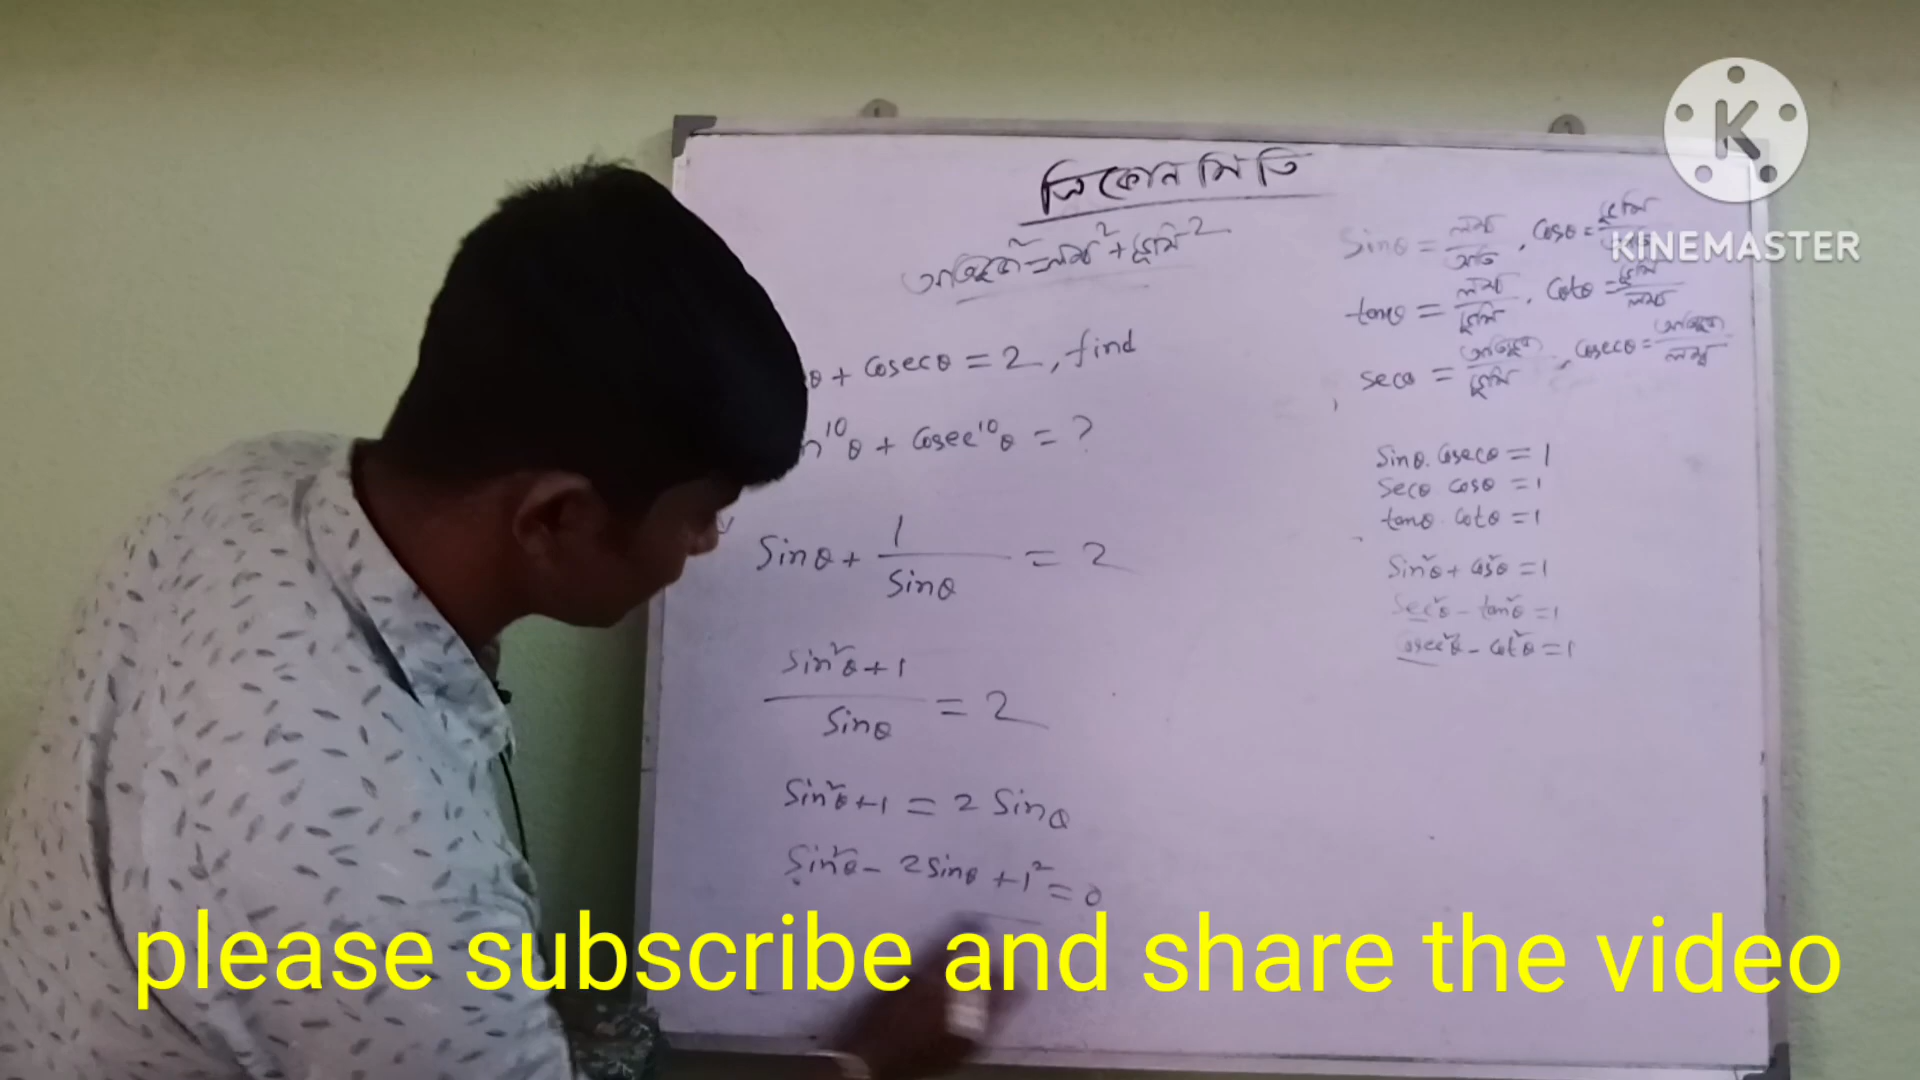 ত্রিকোনমিতি
অতিভূজ² = লম্ব² + ভূমি²
θ + Cosecθ = 2, find
n¹⁰θ + Cosec¹⁰θ = ?
Sinθ + 1/Sinθ = 2
Sin²θ+1/Sinθ = 2
Sin²θ+1 = 2 Sinθ
Sin²θ - 2Sinθ + 1² = 0
Sinθ = লম্ব/অতি, Cosθ = ভূমি
tanθ = লম্ব/ভূমি, Cotθ = ভূমি/লম্ব
secθ = অতিভূজ/ভূমি, Cosecθ = অতিভূজ/লম্ব
Sinθ. Cosecθ = 1
Secθ Cosθ = 1
tanθ. Cotθ = 1
Sin²θ + Cos²θ = 1
Sec²θ - tan²θ = 1
Cosec²θ - Cot²θ = 1
K
KINEMASTER
please subscribe and share the video